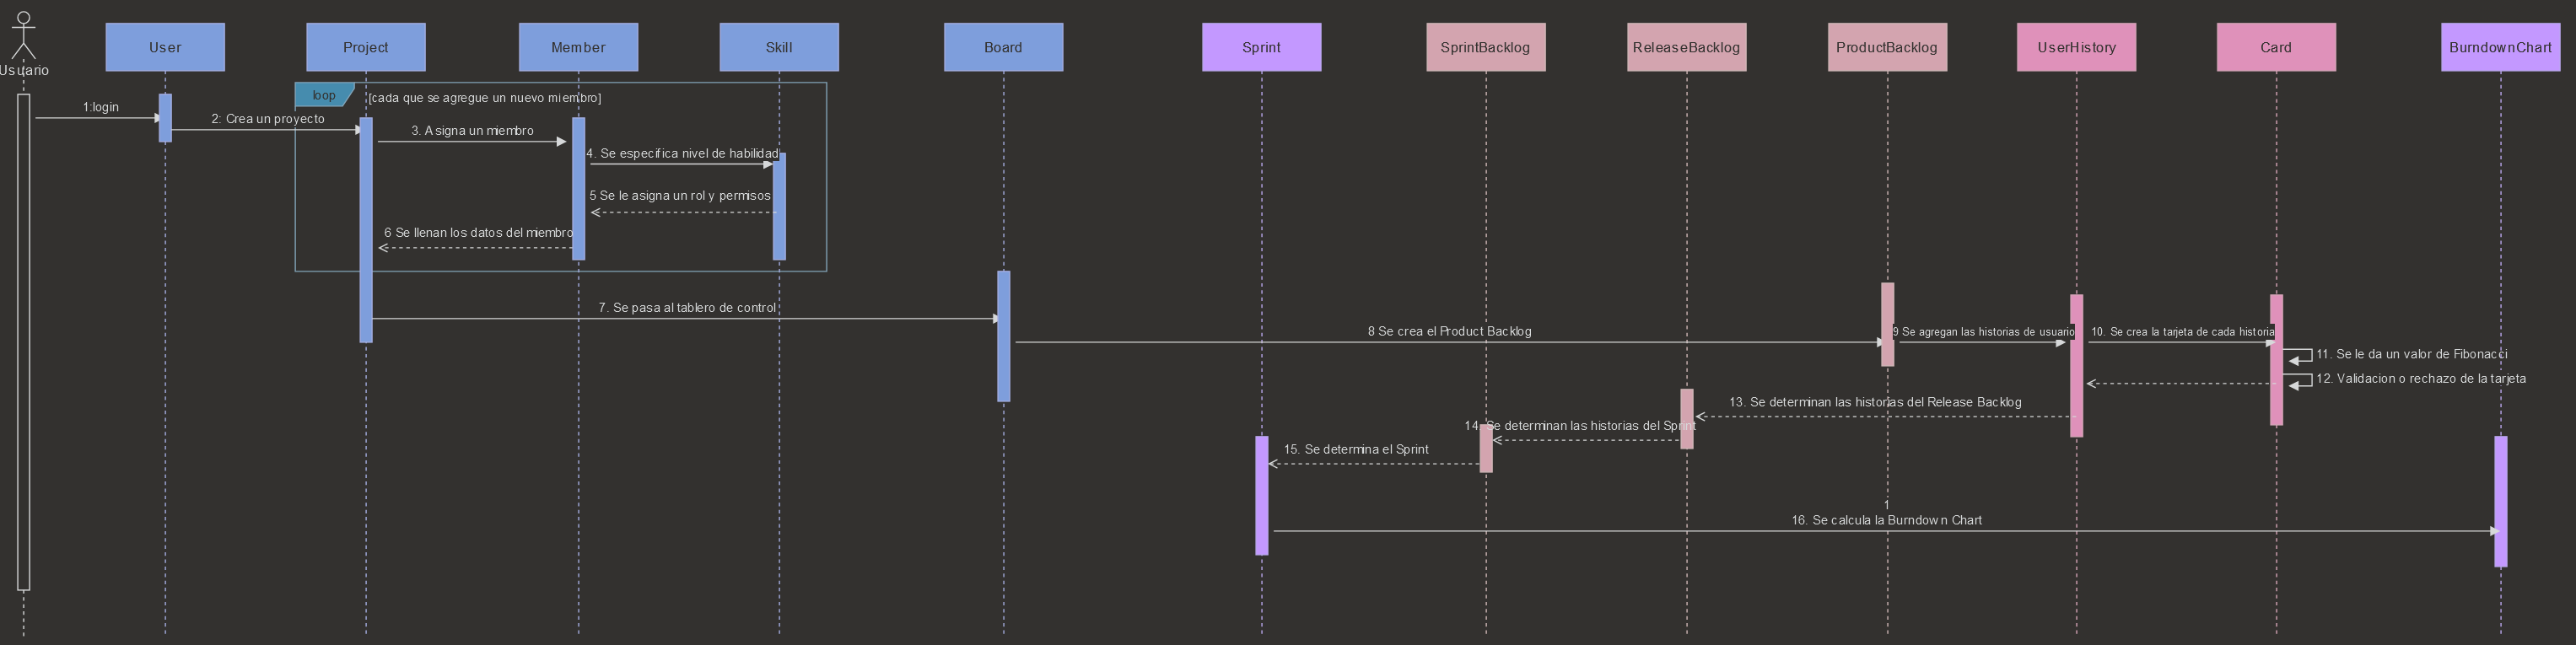 Usuario
User
Project
Member
Skill
Board
Sprint
SprintBacklog
ReleaseBacklog
ProductBacklog
UserHistory
Card
BurndownChart
loop
[cada que se agregue un nuevo miembro]
1:login
2: Crea un proyecto
3. Asigna un miembro
4. Se especifica nivel de habilidad
5 Se le asigna un rol y permisos
6 Se llenan los datos del miembro
7. Se pasa al tablero de control
8 Se crea el Product Backlog
9 Se agregan las historias de usuario
10. Se crea la tarjeta de cada historia
11. Se le da un valor de Fibonacci
12. Validacion o rechazo de la tarjeta
13. Se determinan las historias del Release Backlog
14. Se determinan las historias del Sprint
15. Se determina el Sprint
1
16. Se calcula la Burndown Chart